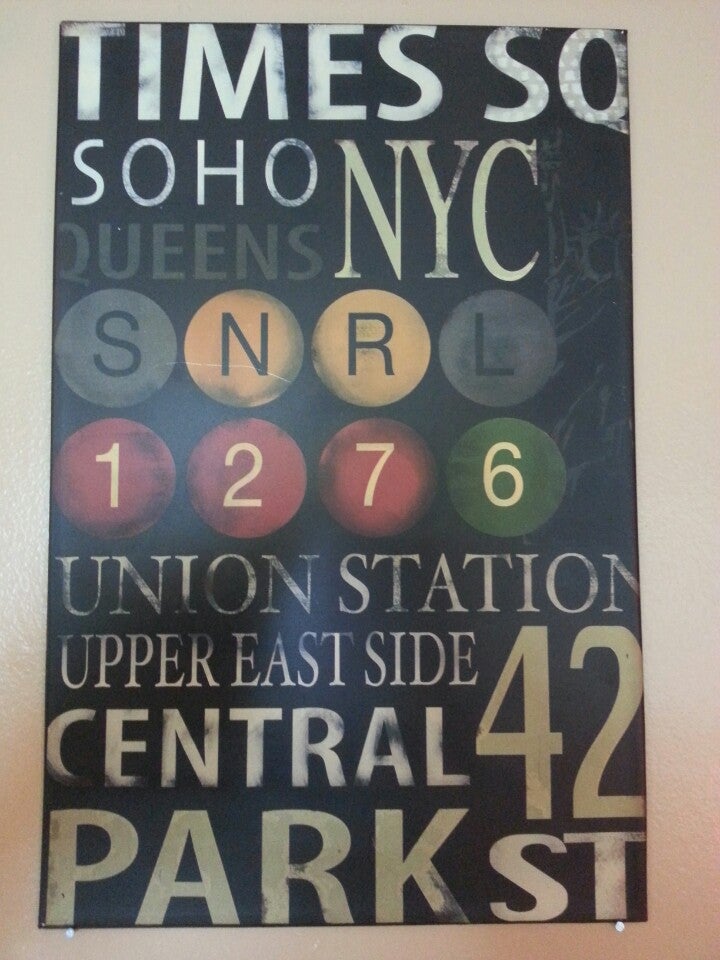 TIMES SQ
SOHO NYC
QUEENS
S N R L
1 2 7 6
UNION STATION
UPPER EAST SIDE
42
CENTRAL
PARK ST